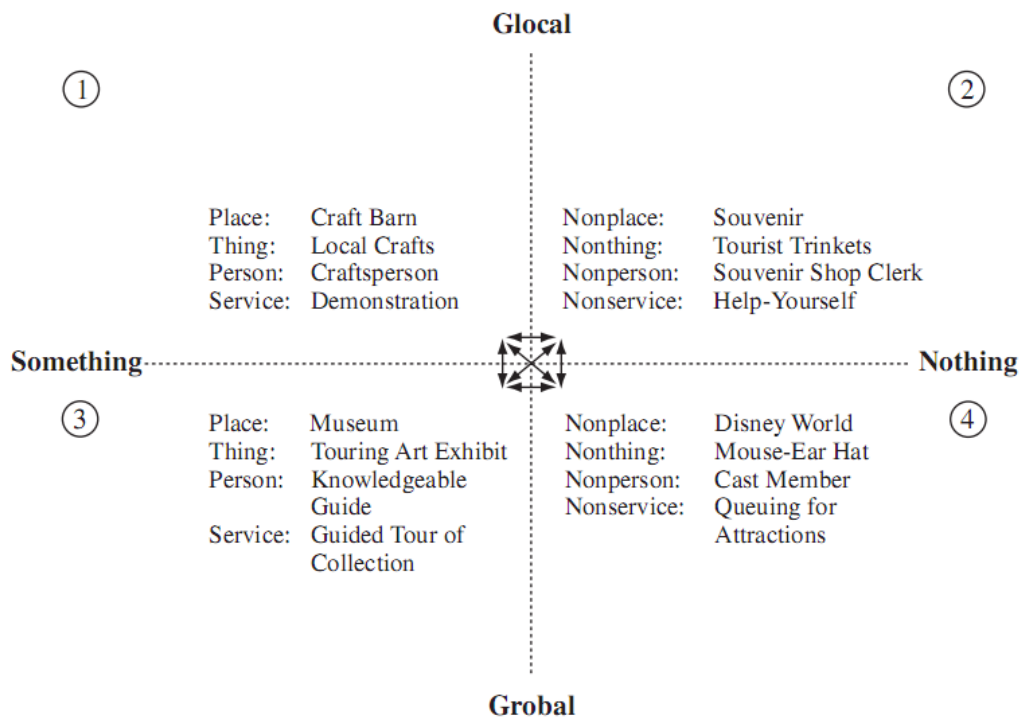 Glocal
1
2
Place: Craft Barn
Thing: Local Crafts
Person: Craftsperson
Service: Demonstration
Nonplace: Souvenir
Nonthing: Tourist Trinkets
Nonperson: Souvenir Shop Clerk
Nonservice: Help-Yourself
Something
Nothing
3
Place: Museum
Thing: Touring Art Exhibit
Person: Knowledgeable
Guide
Service: Guided Tour of
Collection
Nonplace: Disney World
Nonthing: Mouse-Ear Hat
Nonperson: Cast Member
Nonservice: Queuing for
Attractions
4
Grobal